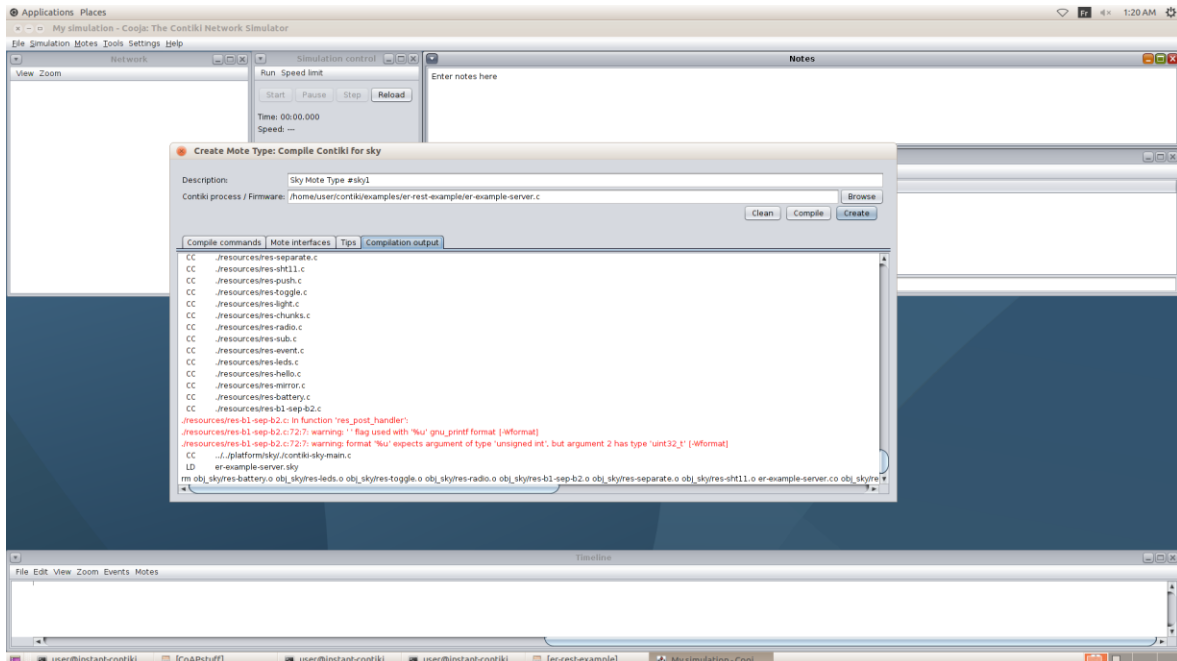 Applications Places
Fr
1:20 AM
My simulation - Cooja: The Contiki Network Simulator
File Simulation Motes Tools Settings Help
Network
View Zoom
Simulation control
Run Speed limit
Start Pause Step Reload
Time: 00:00.000
Speed: ---
Notes
Enter notes here
Create Mote Type: Compile Contiki for sky
Description: Sky Mote Type #sky1
Contiki process / Firmware: /home/user/contiki/examples/er-rest-example/er-example-server.c Browse
Clean Compile Create
Compile commands Mote interfaces Tips Compilation output
CC ./resources/res-separate.c
CC ./resources/res-sht11.c
CC ./resources/res-push.c
CC ./resources/res-toggle.c
CC ./resources/res-light.c
CC ./resources/res-chunks.c
CC ./resources/res-radio.c
CC ./resources/res-sub.c
CC ./resources/res-event.c
CC ./resources/res-leds.c
CC ./resources/res-hello.c
CC ./resources/res-mirror.c
CC ./resources/res-battery.c
CC ./resources/res-b1-sep-b2.c
./resources/res-b1-sep-b2.c: In function 'res_post_handler':
./resources/res-b1-sep-b2.c:72:7: warning: ' ' flag used with '%u' gnu_printf format [-Wformat]
./resources/res-b1-sep-b2.c:72:7: warning: format '%u' expects argument of type 'unsigned int', but argument 2 has type 'uint32_t' [-Wformat]
CC ../../platform/sky/./contiki-sky-main.c
LD er-example-server.sky
rm obj_sky/res-battery.o obj_sky/res-leds.o obj_sky/res-toggle.o obj_sky/res-radio.o obj_sky/res-b1-sep-b2.o obj_sky/res-separate.o obj_sky/res-sht11.o er-example-server.co obj_sky/re
Timeline
File Edit View Zoom Events Motes
user@instant-contiki [CoAPstuff] user@instant-contiki user@instant-contiki [er-rest-example] My simulation - Cooj